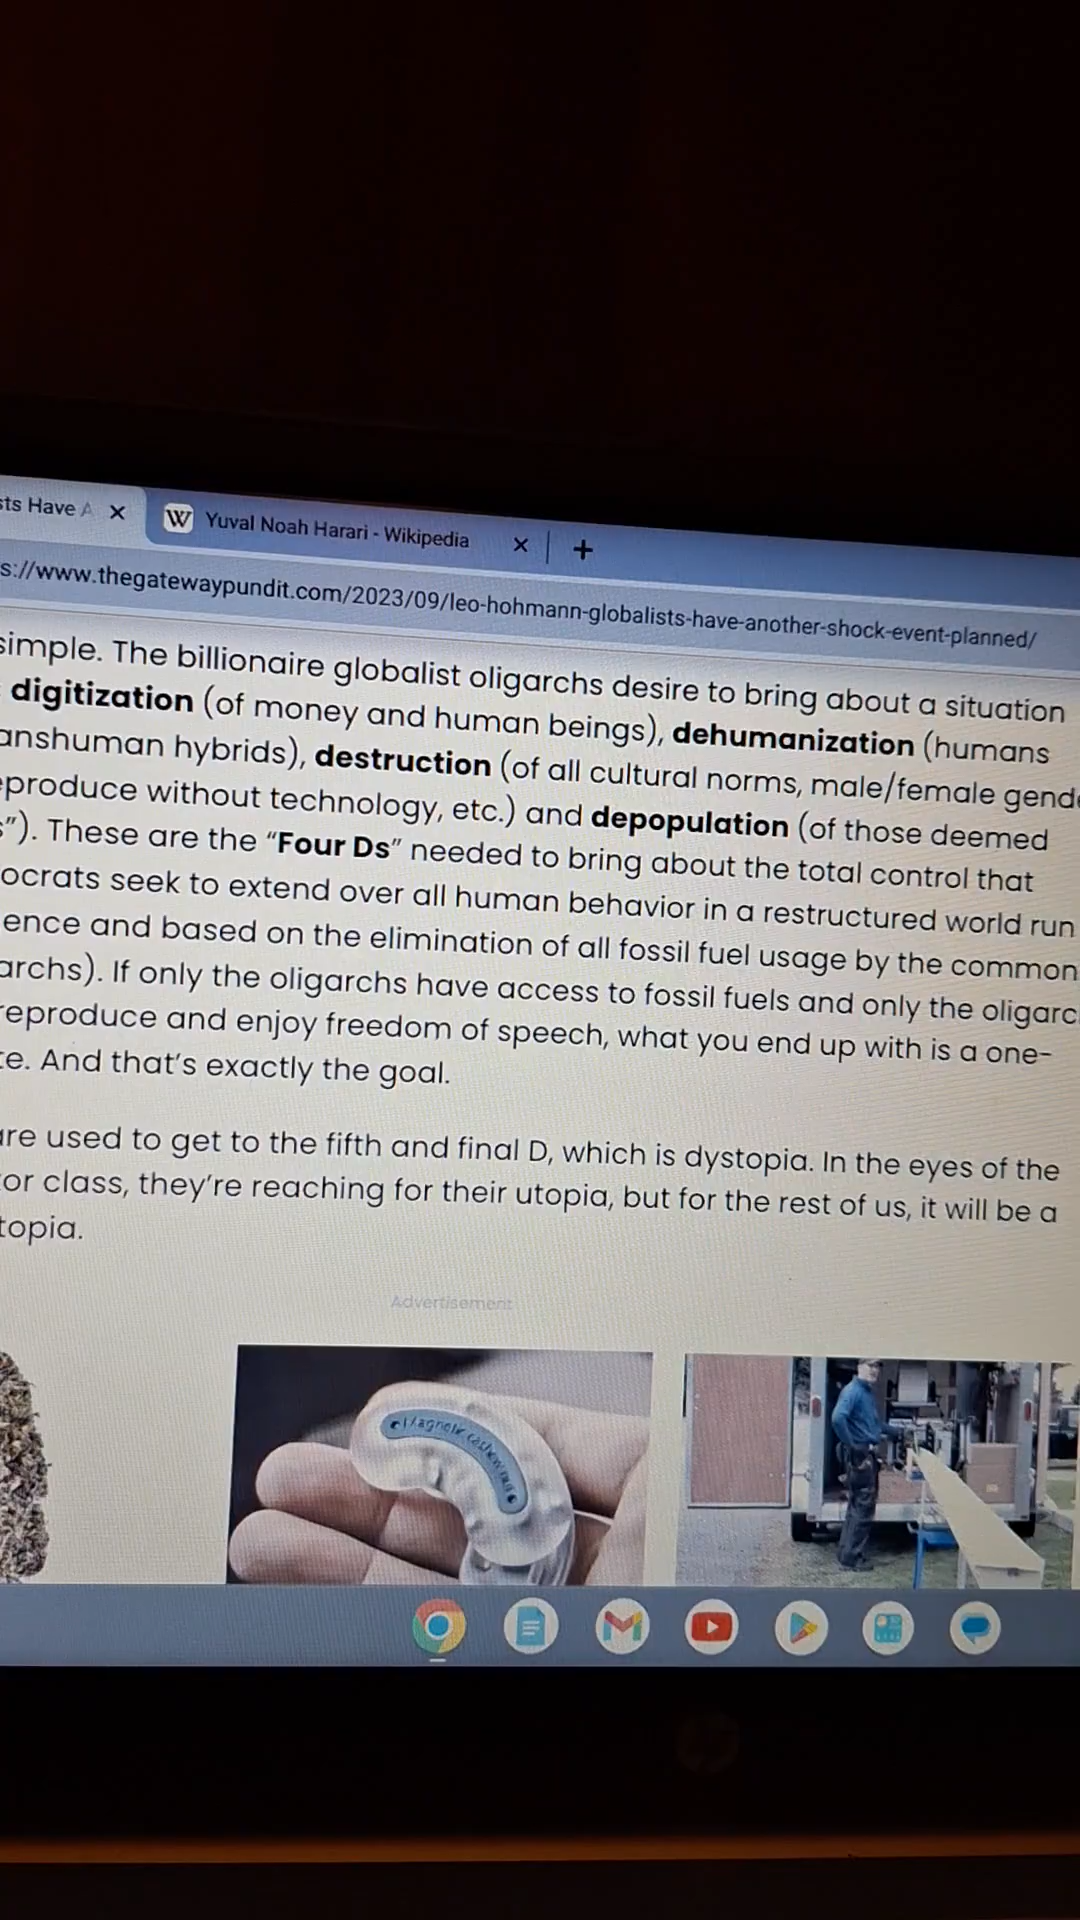 sts Have A
Yuval Noah Harari - Wikipedia
s://www.thegatewaypundit.com/2023/09/leo-hohmann-globalists-have-another-shock-event-planned/
simple. The billionaire globalist oligarchs desire to bring about a situation
digitization (of money and human beings), dehumanization (humans
anshuman hybrids), destruction (of all cultural norms, male/female gend
eproduce without technology, etc.) and depopulation (of those deemed
s”). These are the “Four Ds” needed to bring about the total control that
ocrats seek to extend over all human behavior in a restructured world run
ence and based on the elimination of all fossil fuel usage by the common
archs). If only the oligarchs have access to fossil fuels and only the oligarc
reproduce and enjoy freedom of speech, what you end up with is a one-
te. And that’s exactly the goal.
are used to get to the fifth and final D, which is dystopia. In the eyes of the
tor class, they’re reaching for their utopia, but for the rest of us, it will be a
topia.
Advertisement
Magnetic cashew nut